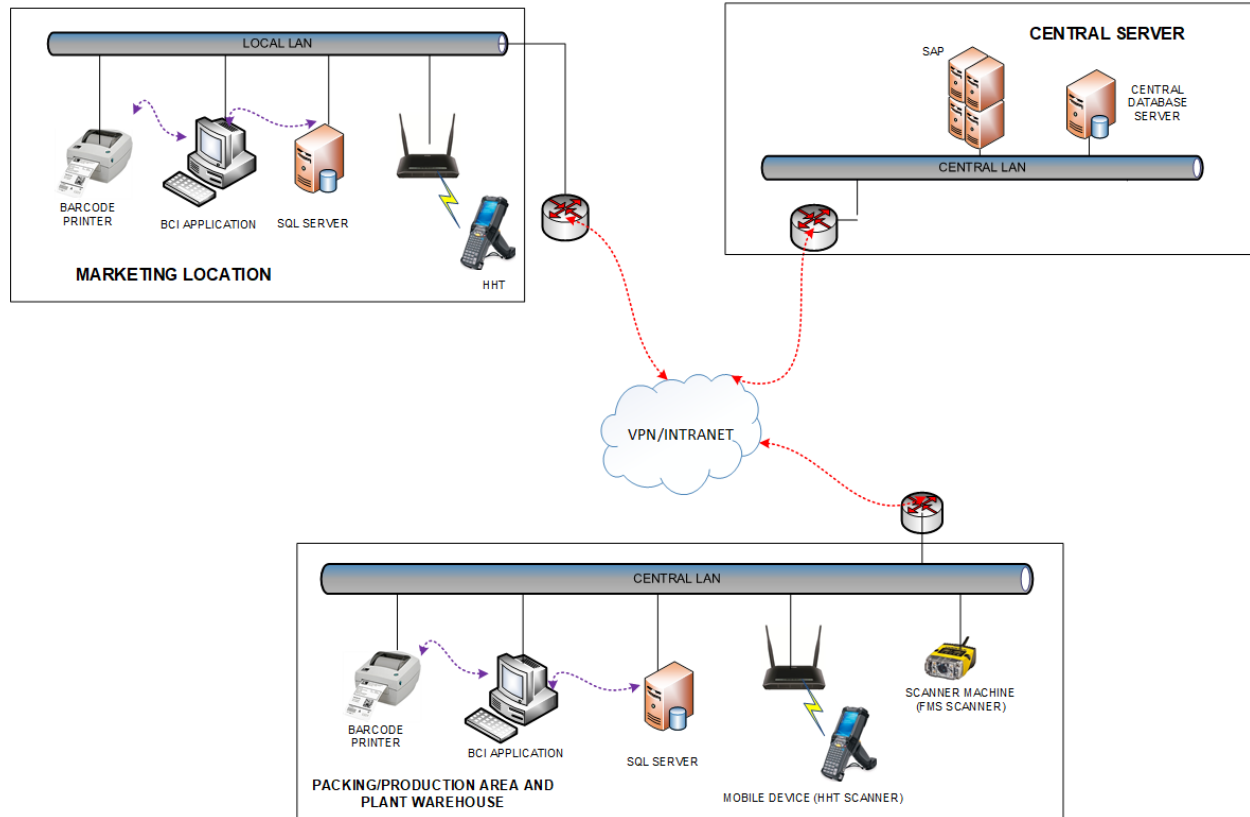 LOCAL LAN
BARCODE
PRINTER
BCI APPLICATION
SQL SERVER
HHT
MARKETING LOCATION
CENTRAL SERVER
SAP
CENTRAL
DATABASE
SERVER
CENTRAL LAN
VPN/INTRANET
CENTRAL LAN
BARCODE
PRINTER
BCI APPLICATION
SQL SERVER
MOBILE DEVICE (HHT SCANNER)
SCANNER MACHINE
(FMS SCANNER)
PACKING/PRODUCTION AREA AND
PLANT WAREHOUSE